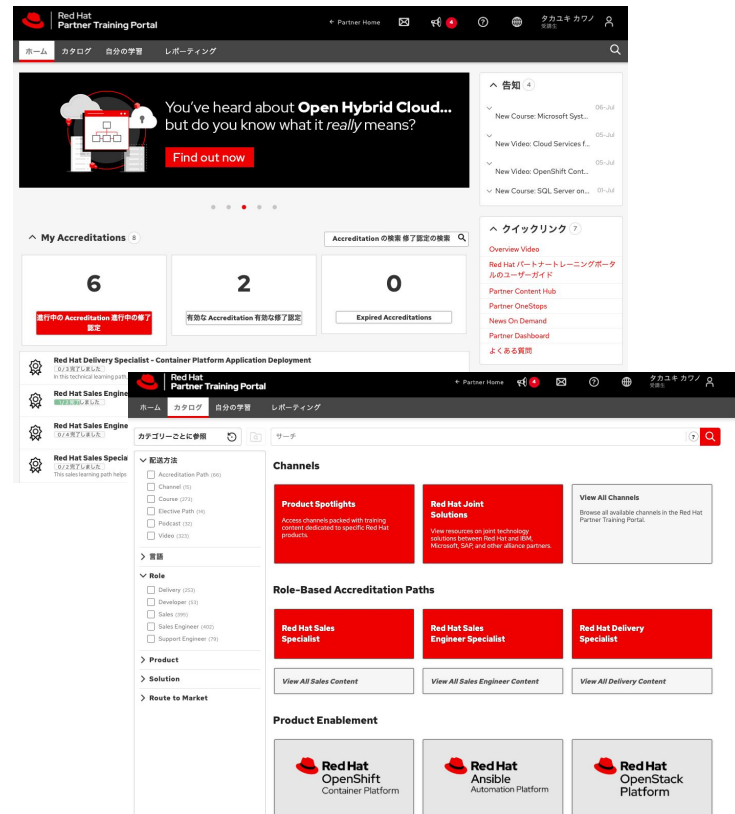 Red Hat
Partner Training Portal
← Partner Home
4
タカユキ カワノ
受講生
ホーム
カタログ
自分の学習
レポーティング
You've heard about Open Hybrid Cloud...
but do you know what it really means?
Find out now
告知 4
06-Jul
New Course: Microsoft Syst...
05-Jul
New Video: Cloud Services f...
05-Jul
New Video: OpenShift Cont...
New Course: SQL Server on... 01-Jul
My Accreditations 8
Accreditation の検索 修了認定の検索
6
進行中の Accreditation 進行中の修了
認定
2
有効な Accreditation 有効な修了認定
0
Expired Accreditations
クイックリンク 7
Overview Video
Red Hat パートナートレーニングポータ
ルのユーザーガイド
Partner Content Hub
Partner OneStops
News On Demand
Partner Dashboard
よくある質問
Red Hat Delivery Specialist - Container Platform Application Deployment
0/3 完了しました
In this technical learning path
Red Hat Sales Engine
しました
Red Hat Sales Engine
0/4 完了しました
Red Hat Sales Specia
0/2 完了しました
This sales learning path helps
Red Hat
Partner Training Portal
← Partner Home
4
タカユキ カワノ
受講生
ホーム
カタログ
自分の学習
レポーティング
カテゴリーごとに参照
サーチ
配送方法
Accreditation Path (66)
Channel (15)
Course (373)
Elective Path (14)
Podcast (32)
Video (323)
言語
Role
Delivery (253)
Developer (53)
Sales (395)
Sales Engineer (402)
Support Engineer (79)
Product
Solution
Route to Market
Channels
Product Spotlights
Access channels packed with training
content dedicated to specific Red Hat
products.
Red Hat Joint
Solutions
View resources on joint technology
solutions between Red Hat and IBM,
Microsoft, SAP, and other alliance partners.
View All Channels
Browse all available channels in the Red Hat
Partner Training Portal.
Role-Based Accreditation Paths
Red Hat Sales
Specialist
Red Hat Sales
Engineer Specialist
Red Hat Delivery
Specialist
View All Sales Content
View All Sales Engineer Content
View All Delivery Content
Product Enablement
Red Hat
OpenShift
Container Platform
Red Hat
Ansible
Automation Platform
Red Hat
OpenStack
Platform